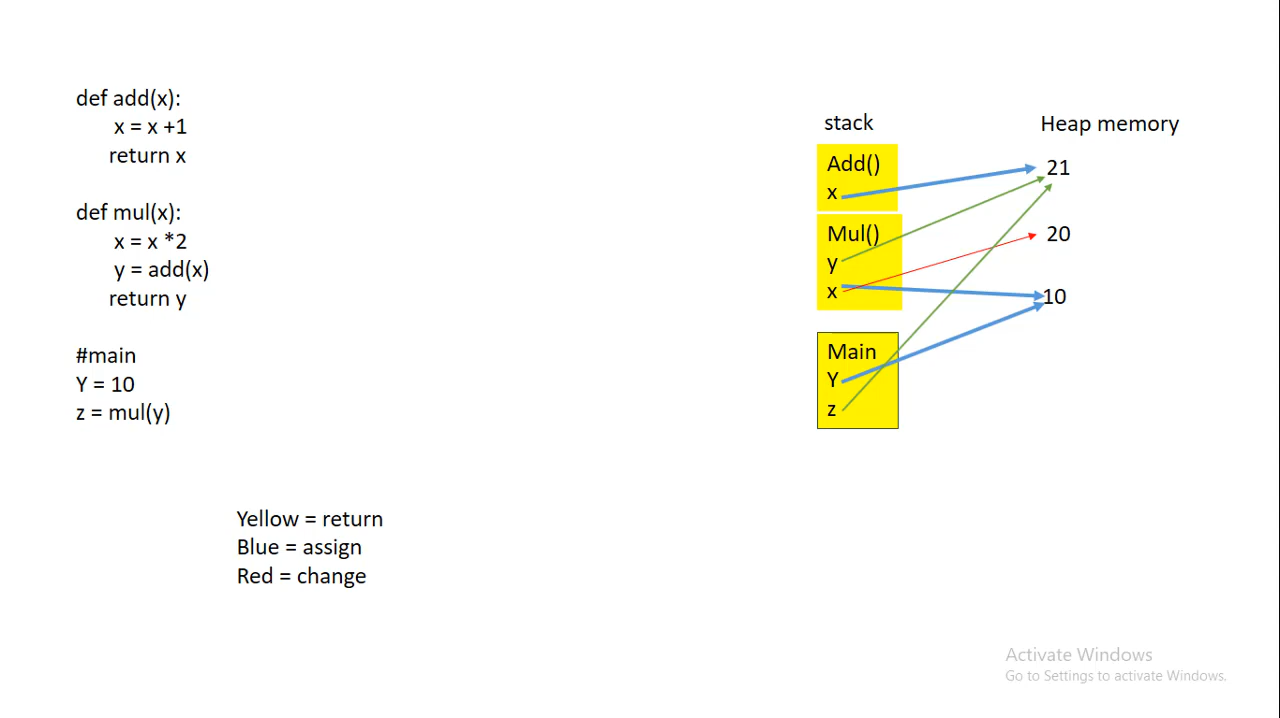 def add(x):
x = x +1
return x
def mul(x):
x = x *2
y = add(x)
return y
#main
Y = 10
z = mul(y)
Yellow = return
Blue = assign
Red = change
stack
Heap memory
Add()
x
21
Mul()
y
x
20
10
Main
Y
z
Activate Windows
Go to Settings to activate Windows.